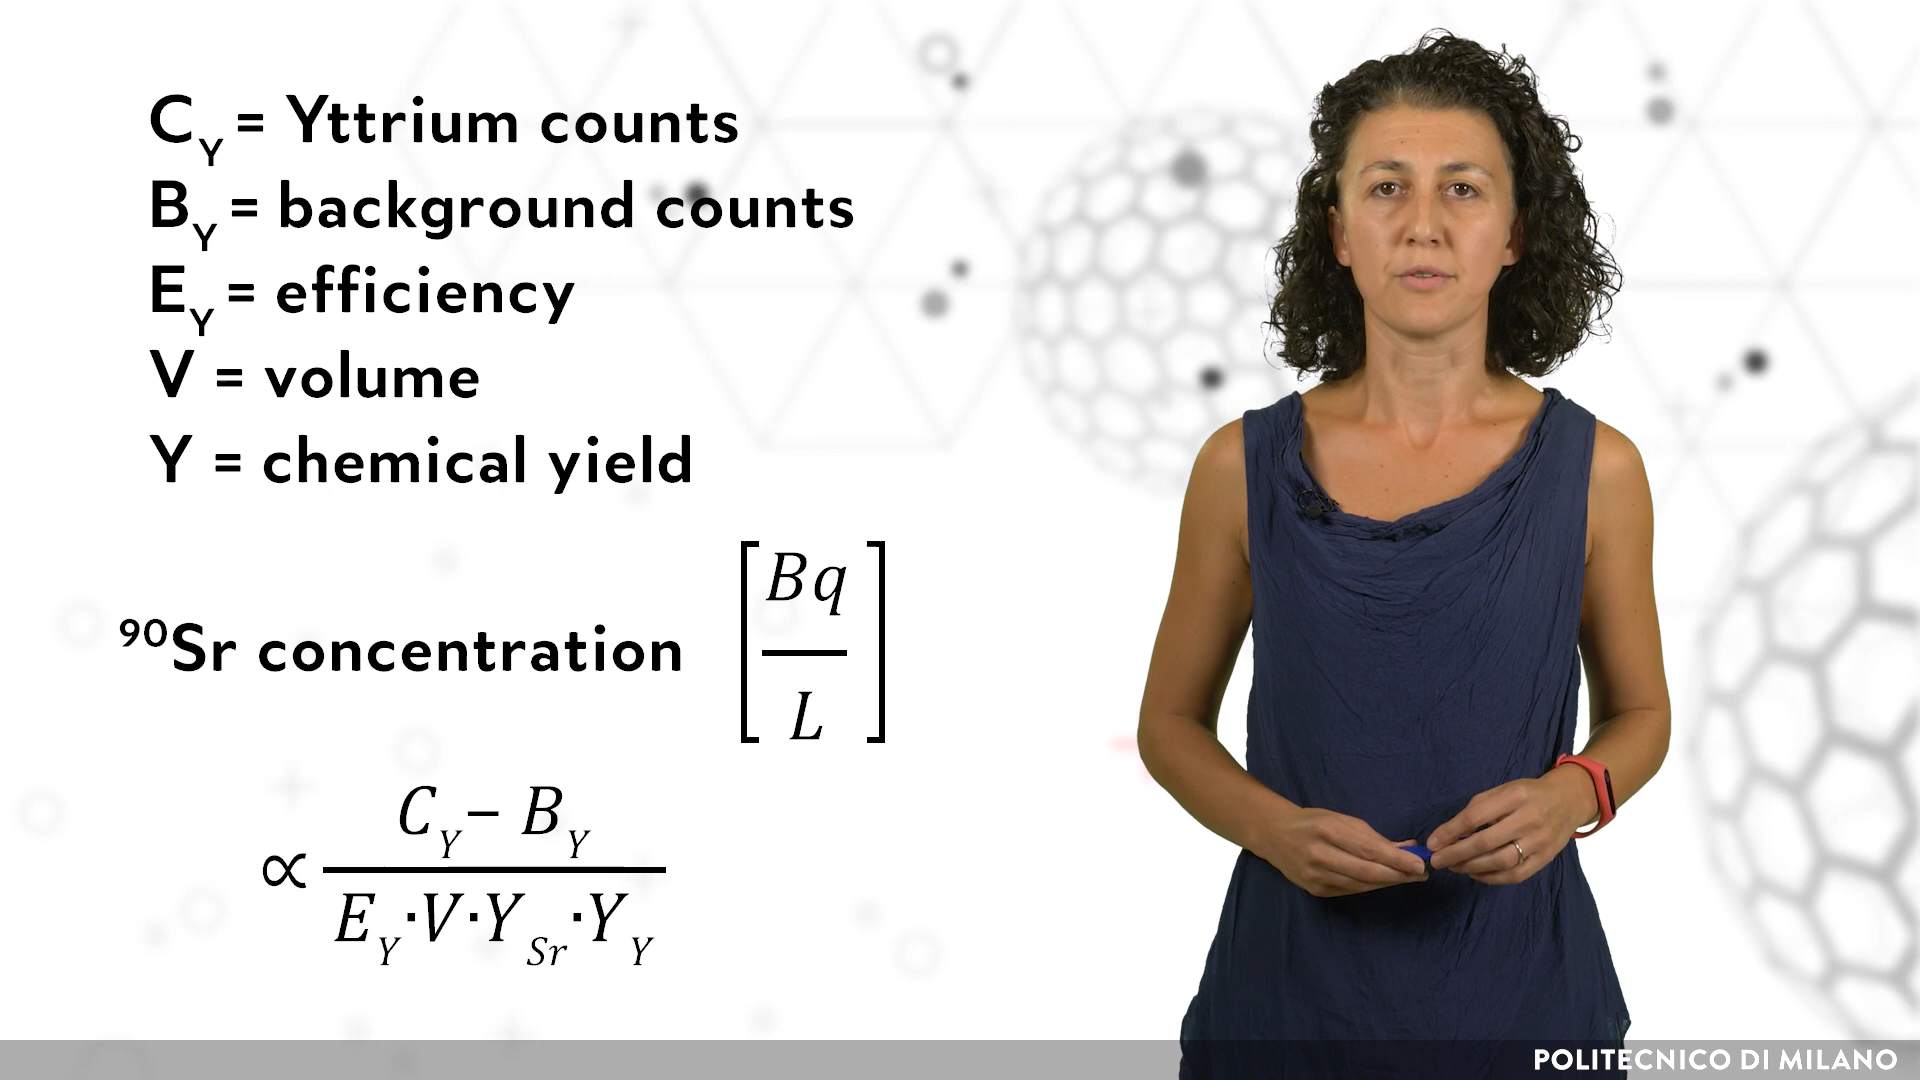 C_Y = Yttrium counts
B_Y = background counts
E_Y = efficiency
V = volume
Y = chemical yield
⁹⁰Sr concentration [Bq/L]
∝ (C_Y − B_Y) / (E_Y·V·Y_Sr·Y_Y)
POLITECNICO DI MILANO